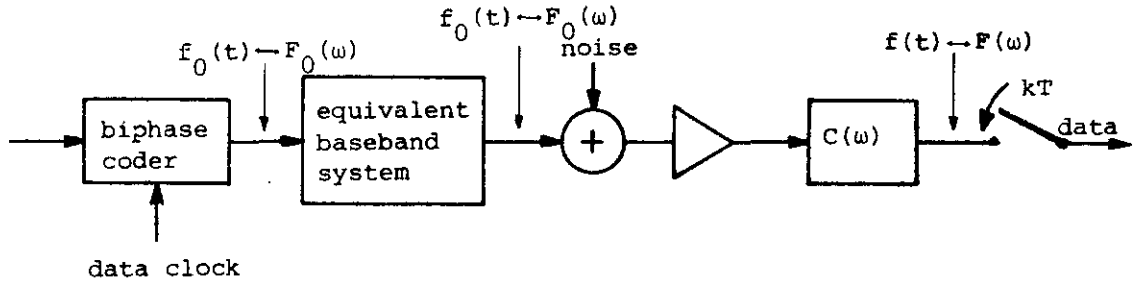 f₀(t) ↔ F₀(ω)
f₀(t) ↔ F₀(ω)
noise
f(t) ↔ F(ω)
kT
biphase
coder
equivalent
baseband
system
+
C(ω)
data
data clock